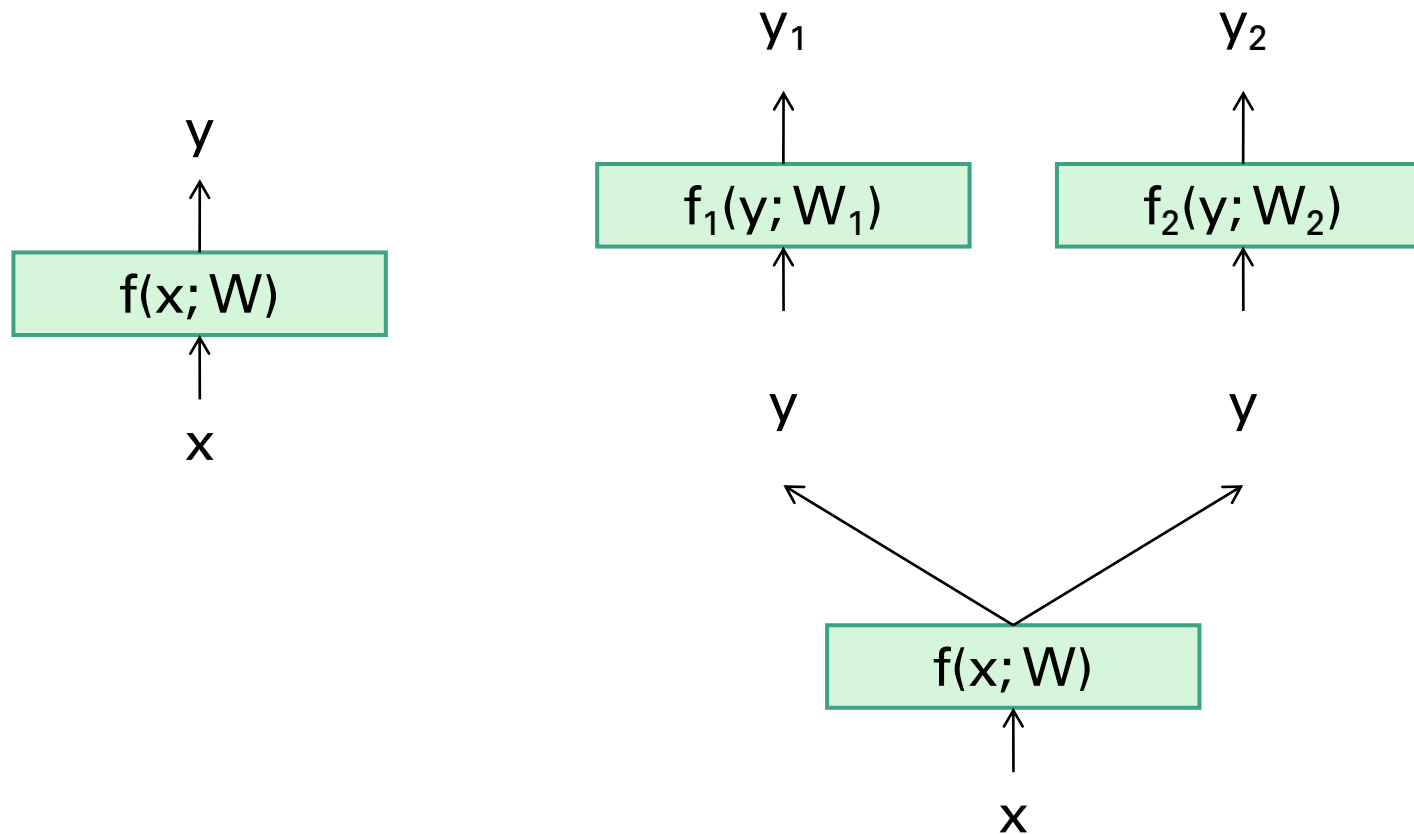 y
f(x; W)
x
y₁
y₂
f₁(y; W₁)
f₂(y; W₂)
y
y
f(x; W)
x